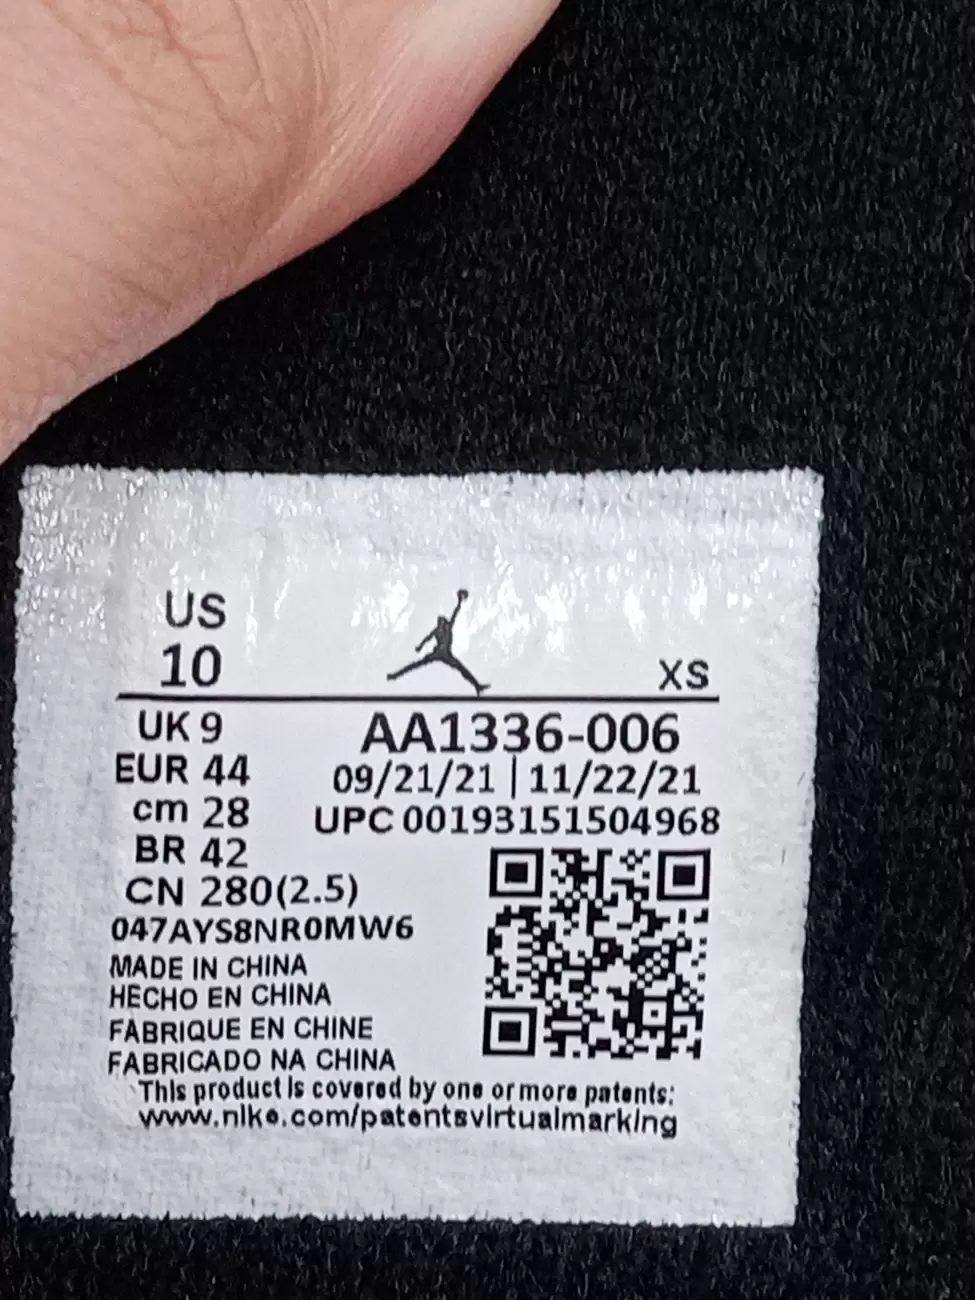 US
10
XS
UK 9
AA1336-006
EUR 44
09/21/21 | 11/22/21
cm 28
UPC 00193151504968
BR 42
CN 280(2.5)
047AYS8NR0MW6
MADE IN CHINA
HECHO EN CHINA
FABRIQUE EN CHINE
FABRICADO NA CHINA
This product is covered by one or more patents:
www.nike.com/patentsvirtualmarking